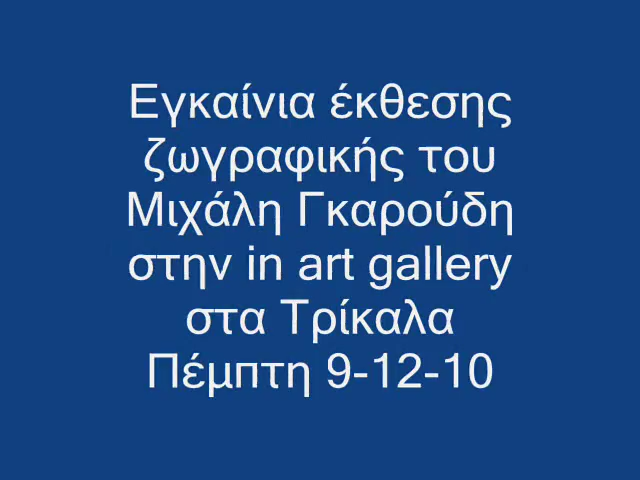 Εγκαίνια έκθεσης
ζωγραφικής του
Μιχάλη Γκαρούδη
στην in art gallery
στα Τρίκαλα
Πέμπτη 9-12-10